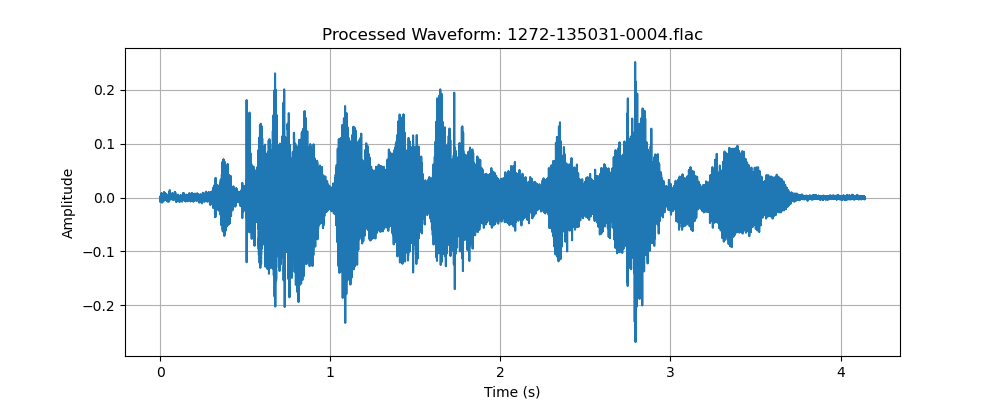 Processed Waveform: 1272-135031-0004.flac
0.2
0.1
0.0
−0.1
−0.2
Amplitude
0 1 2 3 4
Time (s)